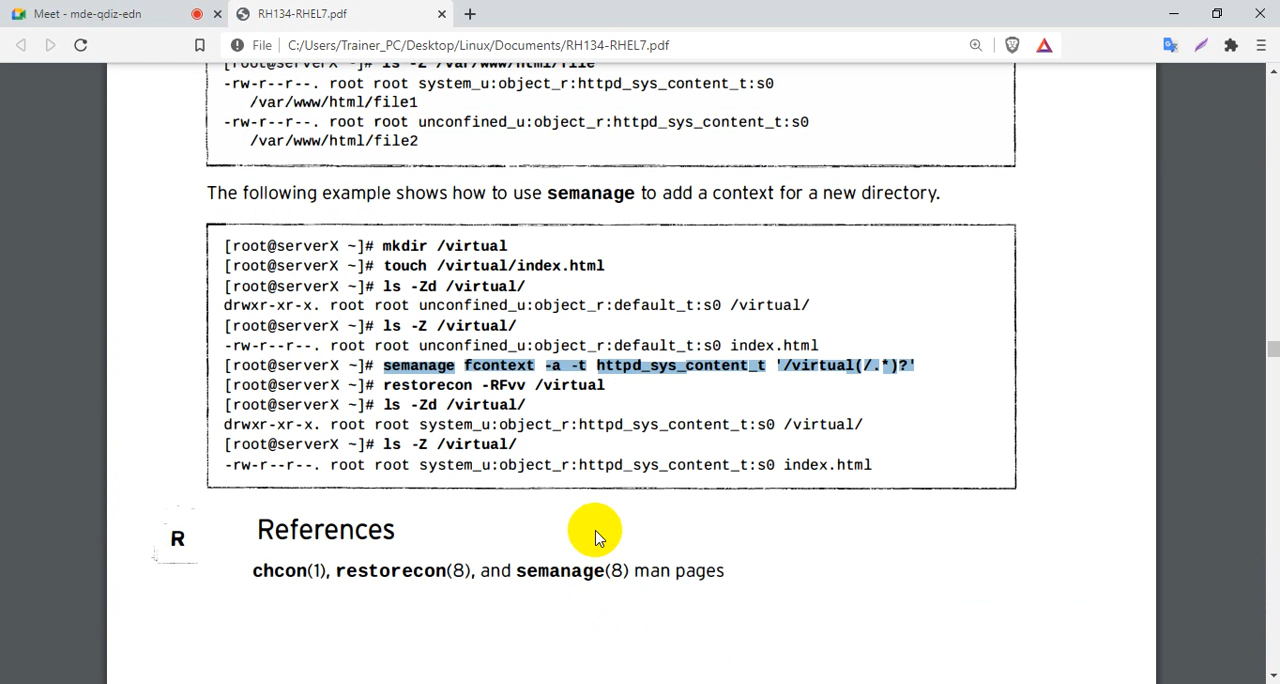 Meet - mde-qdiz-edn
RH134-RHEL7.pdf
File C:/Users/Trainer_PC/Desktop/Linux/Documents/RH134-RHEL7.pdf
[root@serverX ~]# ls -Z /var/www/html/file*
-rw-r--r--. root root system_u:object_r:httpd_sys_content_t:s0
/var/www/html/file1
-rw-r--r--. root root unconfined_u:object_r:httpd_sys_content_t:s0
/var/www/html/file2
The following example shows how to use semanage to add a context for a new directory.
[root@serverX ~]# mkdir /virtual
[root@serverX ~]# touch /virtual/index.html
[root@serverX ~]# ls -Zd /virtual/
drwxr-xr-x. root root unconfined_u:object_r:default_t:s0 /virtual/
[root@serverX ~]# ls -Z /virtual/
-rw-r--r--. root root unconfined_u:object_r:default_t:s0 index.html
[root@serverX ~]# semanage fcontext -a -t httpd_sys_content_t '/virtual(/.*)?'
[root@serverX ~]# restorecon -RFvv /virtual
[root@serverX ~]# ls -Zd /virtual/
drwxr-xr-x. root root system_u:object_r:httpd_sys_content_t:s0 /virtual/
[root@serverX ~]# ls -Z /virtual/
-rw-r--r--. root root system_u:object_r:httpd_sys_content_t:s0 index.html
R References
chcon(1), restorecon(8), and semanage(8) man pages